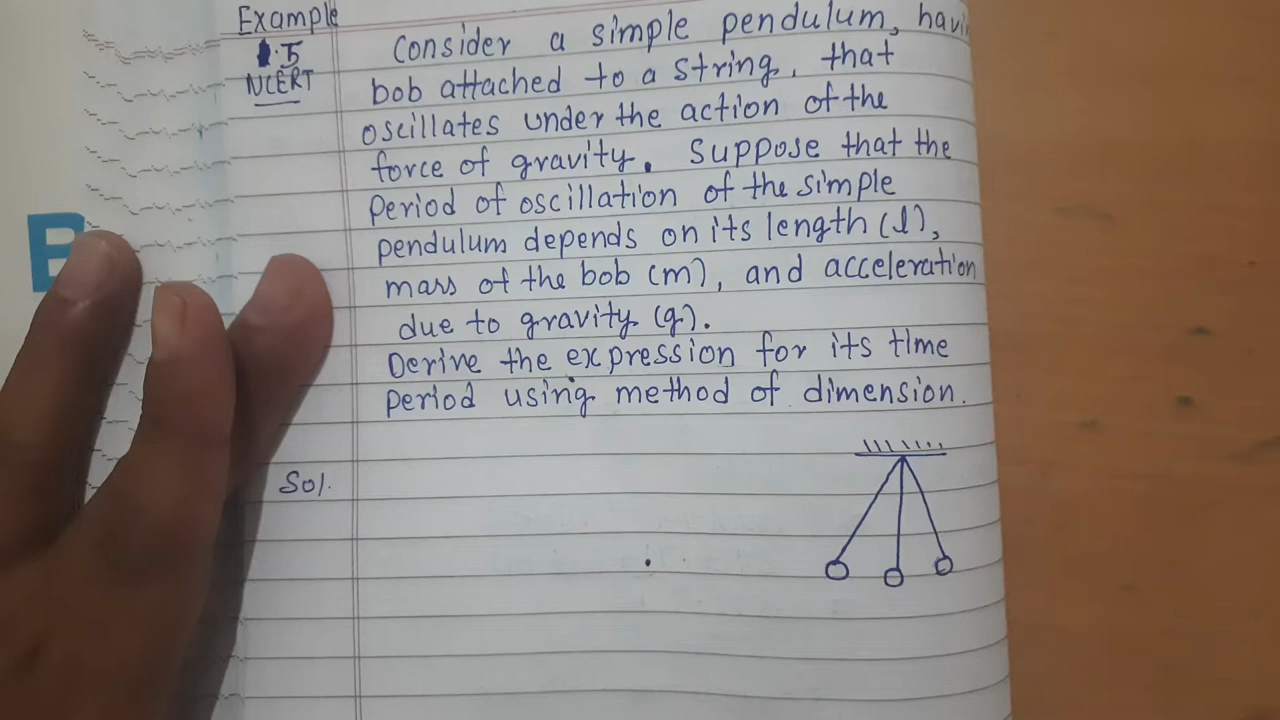 Example
1.5
NCERT
Consider a simple pendulum, havi
bob attached to a string, that
oscillates under the action of the
force of gravity. Suppose that the
period of oscillation of the simple
pendulum depends on its length (l),
mass of the bob (m), and acceleration
due to gravity (g).
Derive the expression for its time
period using method of dimension.
Sol.
B